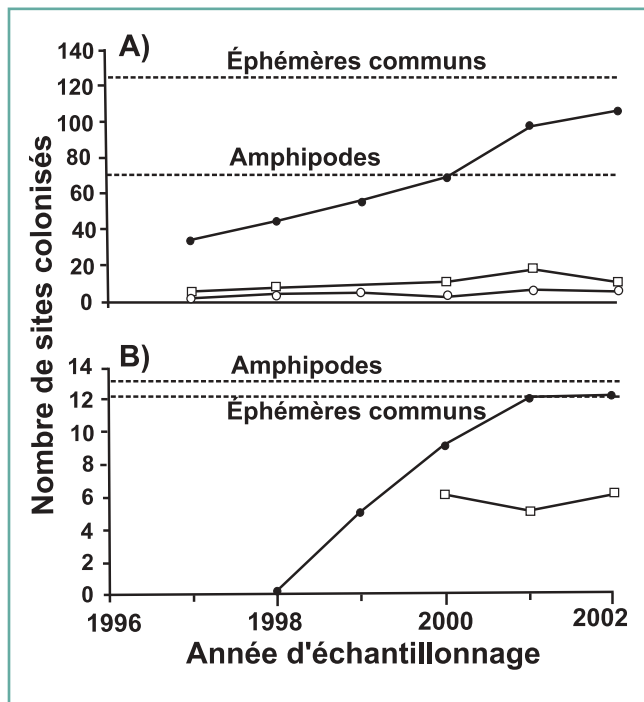 A)
Éphémères communs
Amphipodes
140
120
100
80
60
40
20
0
B)
Amphipodes
Éphémères communs
14
12
10
8
6
4
2
0
Nombre de sites colonisés
1996 1998 2000 2002
Année d'échantillonnage